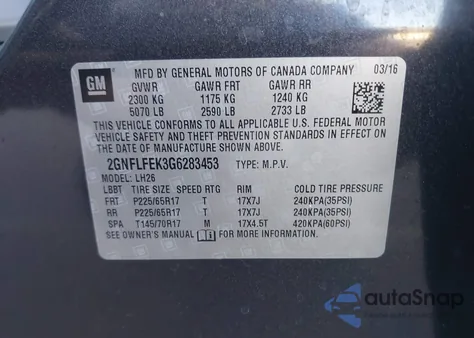 GM
MFD BY GENERAL MOTORS OF CANADA COMPANY 03/16
GVWR GAWR FRT GAWR RR
2300 KG 1175 KG 1240 KG
5070 LB 2590 LB 2733 LB
THIS VEHICLE CONFORMS TO ALL APPLICABLE U.S. FEDERAL MOTOR
VEHICLE SAFETY AND THEFT PREVENTION STANDARDS IN EFFECT ON
THE DATE OF MANUFACTURE SHOWN ABOVE.
2GNFLFEK3G6283453 TYPE: M.P.V.
MODEL: LH26
LBBT TIRE SIZE SPEED RTG RIM COLD TIRE PRESSURE
FRT P225/65R17 T 17X7J 240KPA(35PSI)
RR P225/65R17 T 17X7J 240KPA(35PSI)
SPA T145/70R17 M 17X4.5T 420KPA(60PSI)
SEE OWNER'S MANUAL FOR MORE INFORMATION.
autoSnap
www.autosnap.com